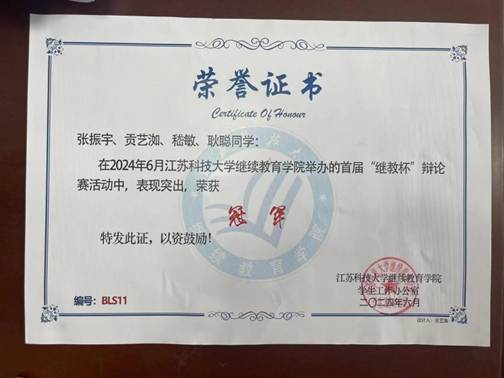 荣誉证书
Certificate Of Honour
张振宇、贡艺洳、嵇敏、耿聪同学：
在2024年6月江苏科技大学继续教育学院举办的首届“继教杯”辩论
赛活动中，表现突出，荣获
冠军
特发此证，以资鼓励！
江苏科技大学继续教育学院
学生工作办公室
二〇二四年六月
编号：BLS11